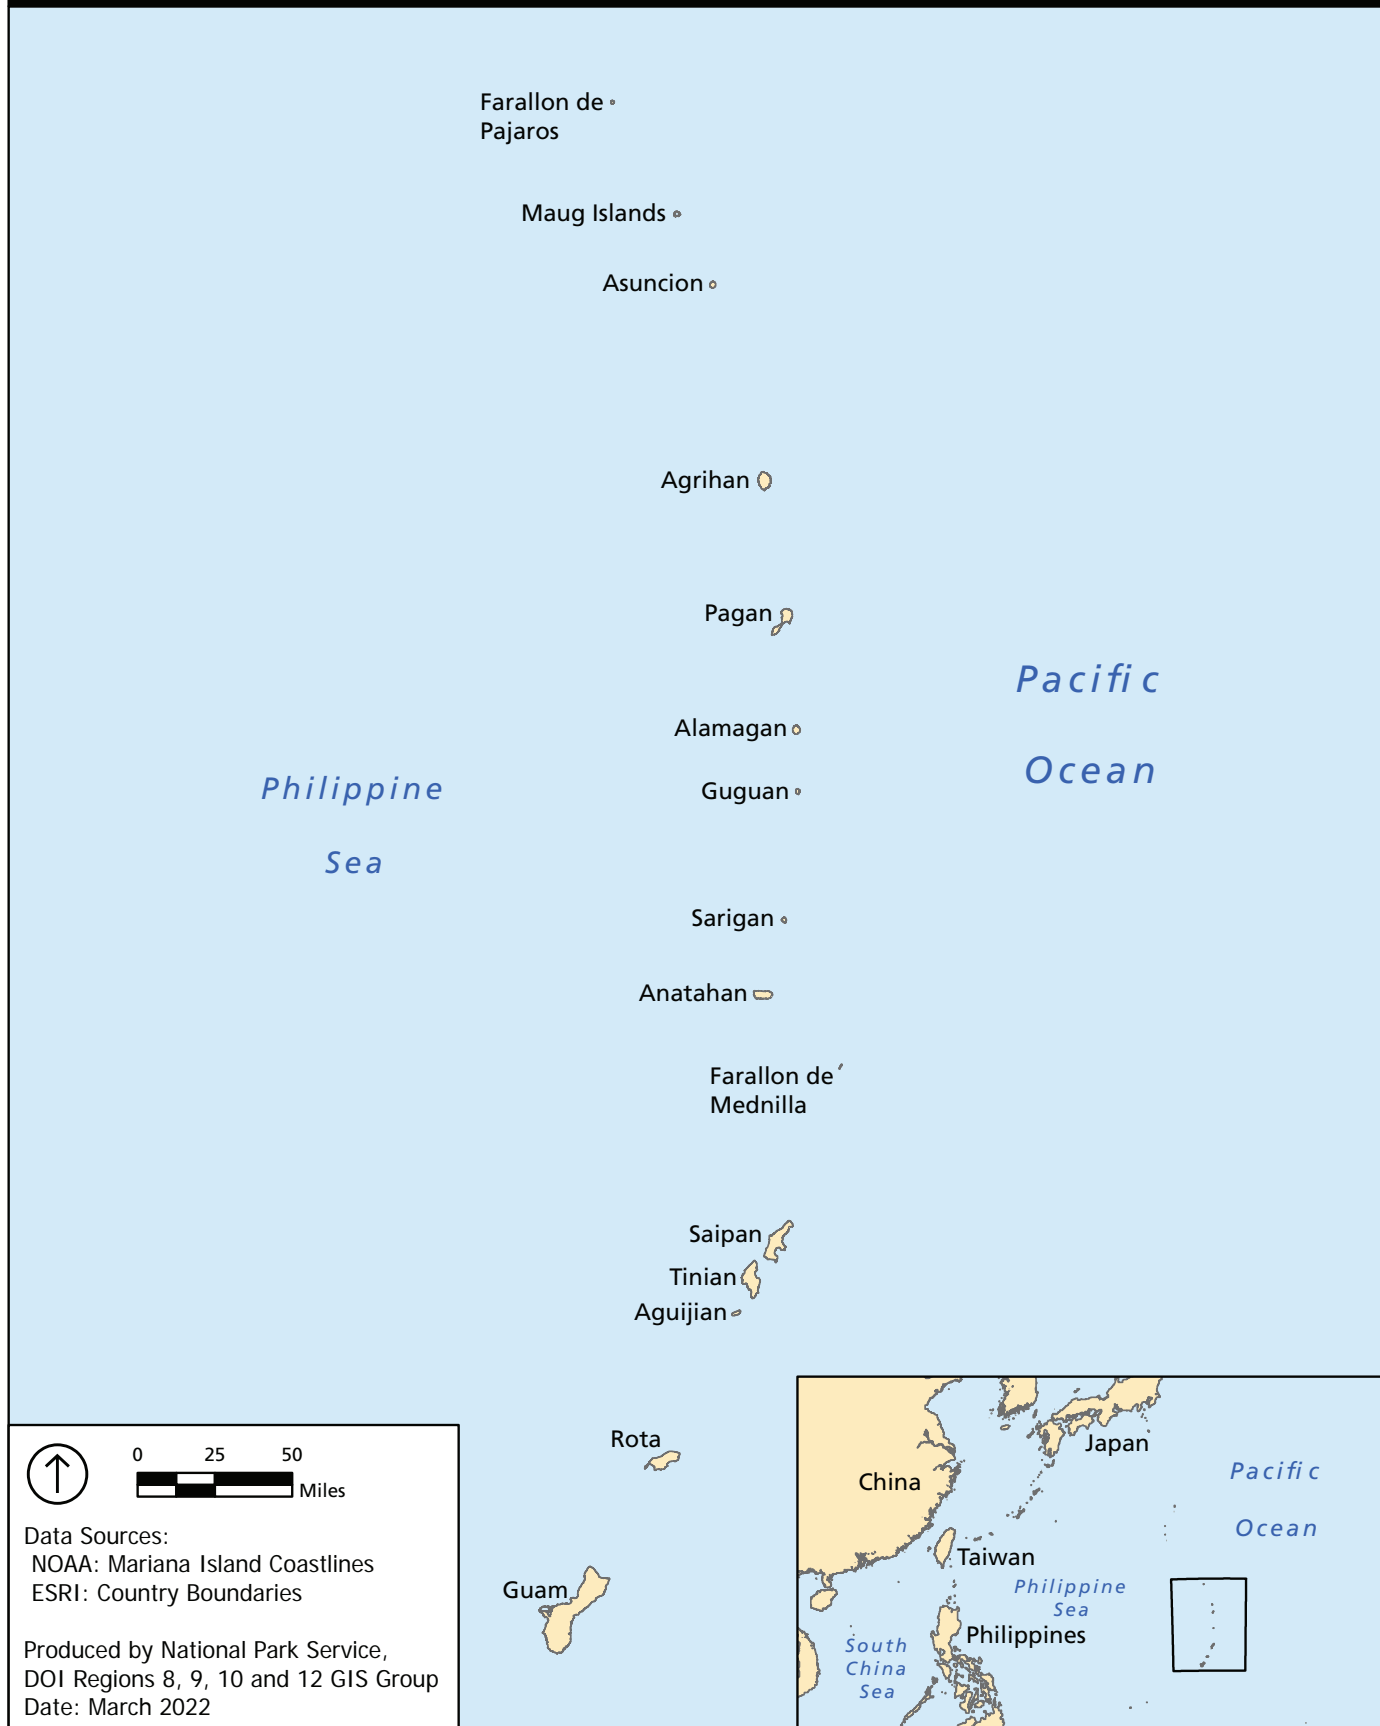 Farallon de
Pajaros
Maug Islands
Asuncion
Agrihan
Pagan
Pacific
Ocean
Alamagan
Philippine
Sea
Guguan
Sarigan
Anatahan
Farallon de
Mednilla
Saipan
Tinian
Aguijian
Rota
Guam
0 25 50
Miles
Data Sources:
NOAA: Mariana Island Coastlines
ESRI: Country Boundaries
Produced by National Park Service,
DOI Regions 8, 9, 10 and 12 GIS Group
Date: March 2022
Japan
China
Pacific
Ocean
Taiwan
Philippine
Sea
Philippines
South
China
Sea